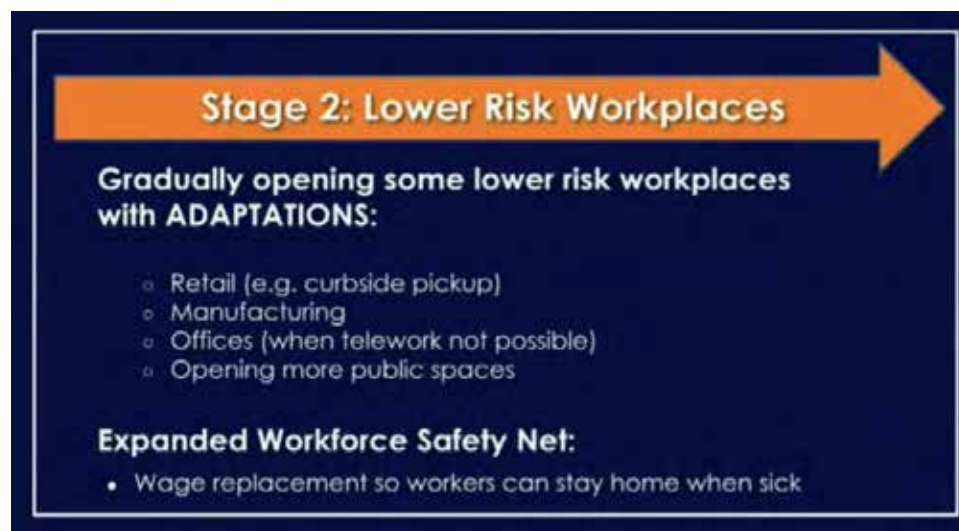 Stage 2: Lower Risk Workplaces
Gradually opening some lower risk workplaces
with ADAPTATIONS:
○ Retail (e.g. curbside pickup)
○ Manufacturing
○ Offices (when telework not possible)
○ Opening more public spaces
Expanded Workforce Safety Net:
• Wage replacement so workers can stay home when sick